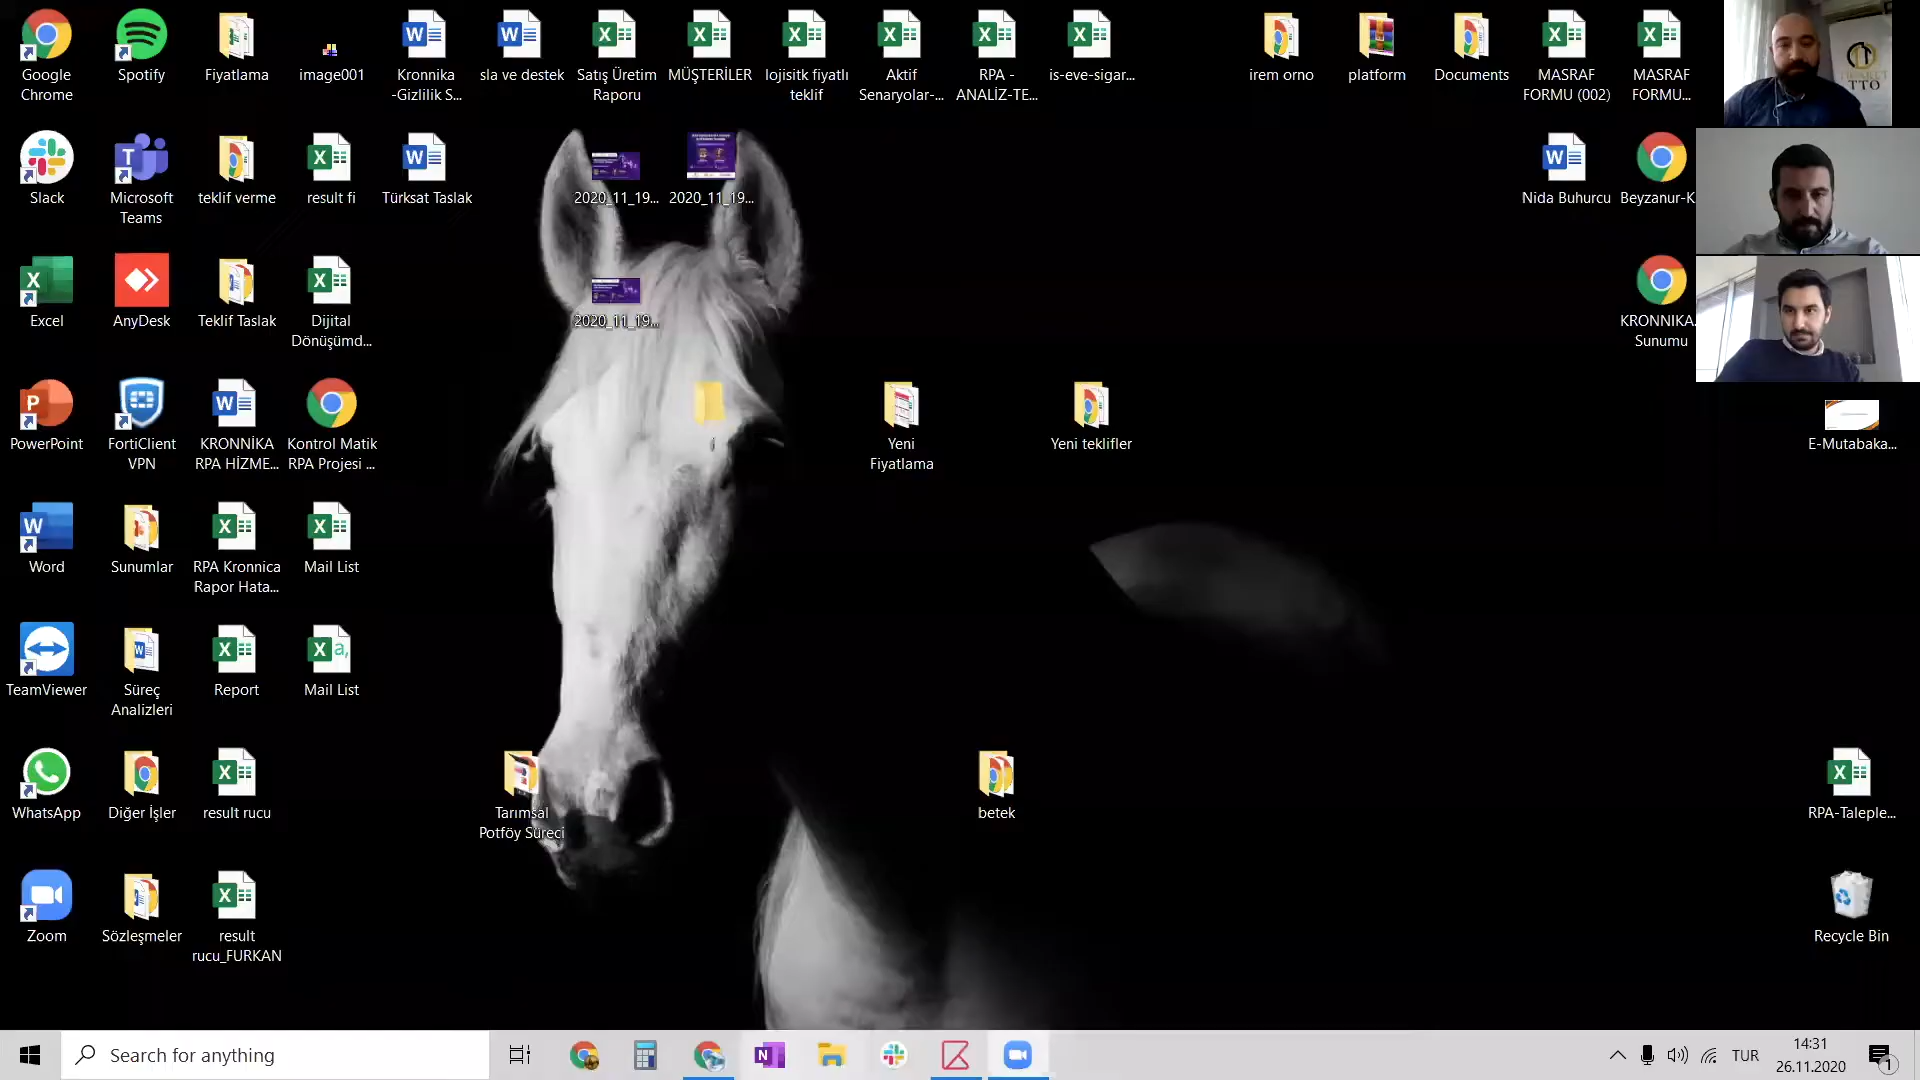 Google
Chrome
Spotify
Fiyatlama
image001
Kronnika
-Gizlilik S...
sla ve destek
Satış Üretim
Raporu
MÜŞTERİLER
lojisitk fiyatlı
teklif
Aktif
Senaryolar-...
RPA -
ANALİZ-TE...
is-eve-sigar...
irem orno
platform
Documents
MASRAF
FORMU (002)
MASRAF
FORMU...
TTO
Slack
Microsoft
Teams
teklif verme
result fi
Türksat Taslak
2020_11_19...
2020_11_19...
Nida Buhurcu
Beyzanur-K
Excel
AnyDesk
Teklif Taslak
Dijital
Dönüşümd...
2020_11_19...
KRONNIKA
Sunumu
PowerPoint
FortiClient
VPN
KRONNİKA
RPA HİZME...
Kontrol Matik
RPA Projesi ...
i
Yeni
Fiyatlama
Yeni teklifler
E-Mutabaka...
Word
Sunumlar
RPA Kronnica
Rapor Hata...
Mail List
TeamViewer
Süreç
Analizleri
Report
Mail List
WhatsApp
Diğer İşler
result rucu
Tarımsal
Potföy Süreci
betek
RPA-Taleple...
Zoom
Sözleşmeler
result
rucu_FURKAN
Recycle Bin
Search for anything
TUR
14:31
26.11.2020
1